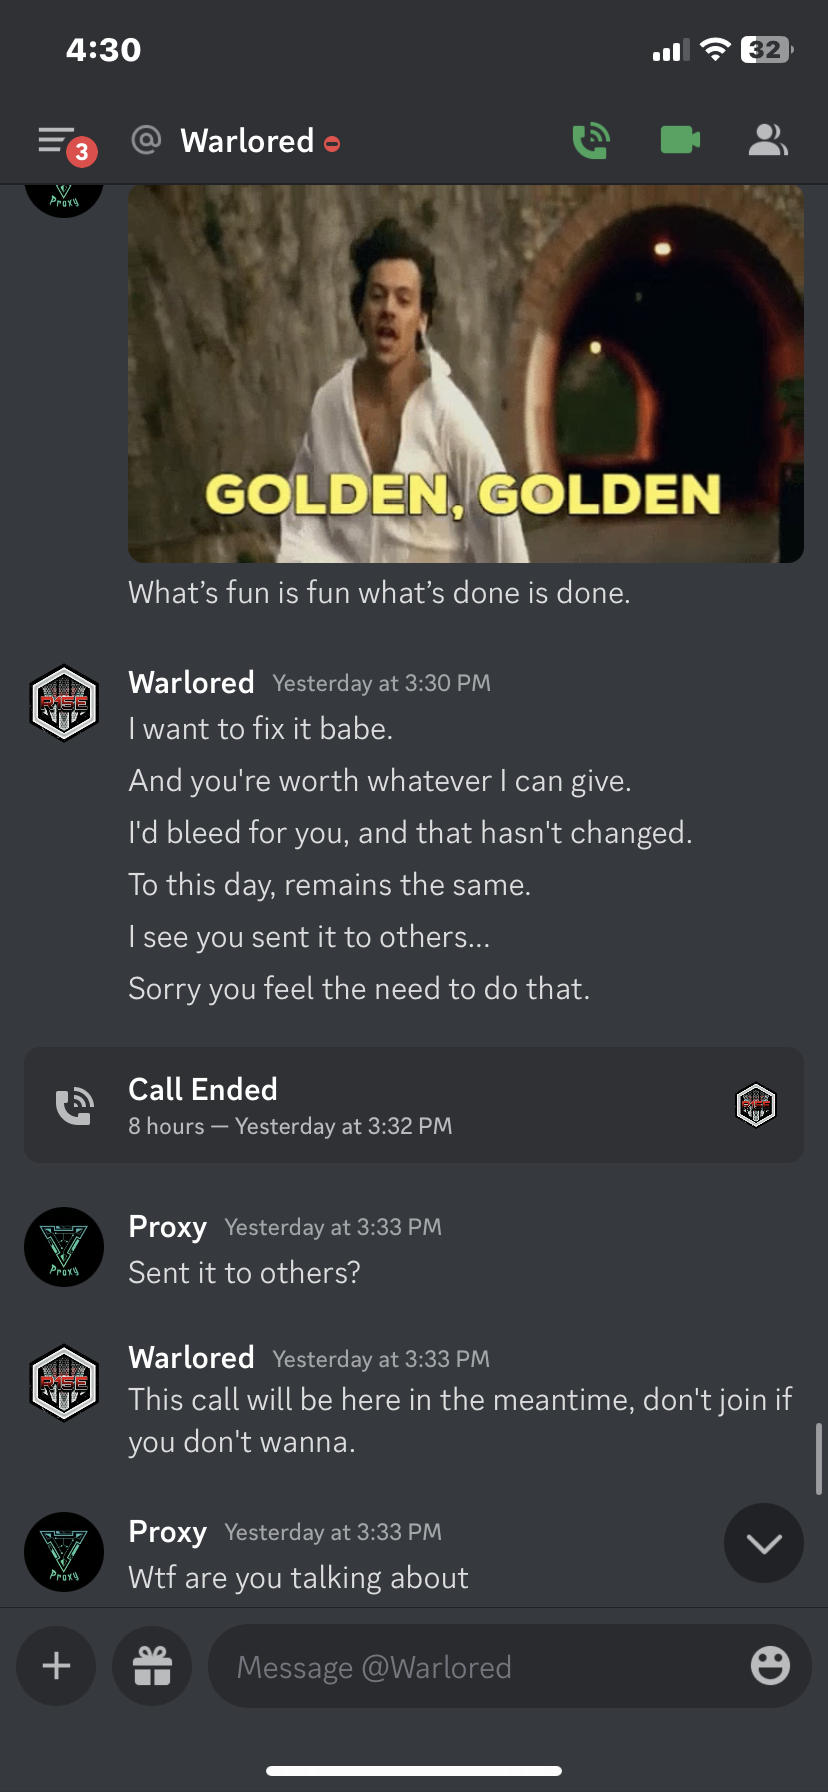 4:30
32
3
Warlored
Proxy
GOLDEN, GOLDEN
What’s fun is fun what’s done is done.
Warlored Yesterday at 3:30 PM
R1SE
I want to fix it babe.
And you're worth whatever I can give.
I'd bleed for you, and that hasn't changed.
To this day, remains the same.
I see you sent it to others...
Sorry you feel the need to do that.
Call Ended
8 hours — Yesterday at 3:32 PM
R1SE
Proxy Yesterday at 3:33 PM
Proxy
Sent it to others?
Warlored Yesterday at 3:33 PM
R1SE
This call will be here in the meantime, don't join if
you don't wanna.
Proxy Yesterday at 3:33 PM
Proxy
Wtf are you talking about
Message @Warlored